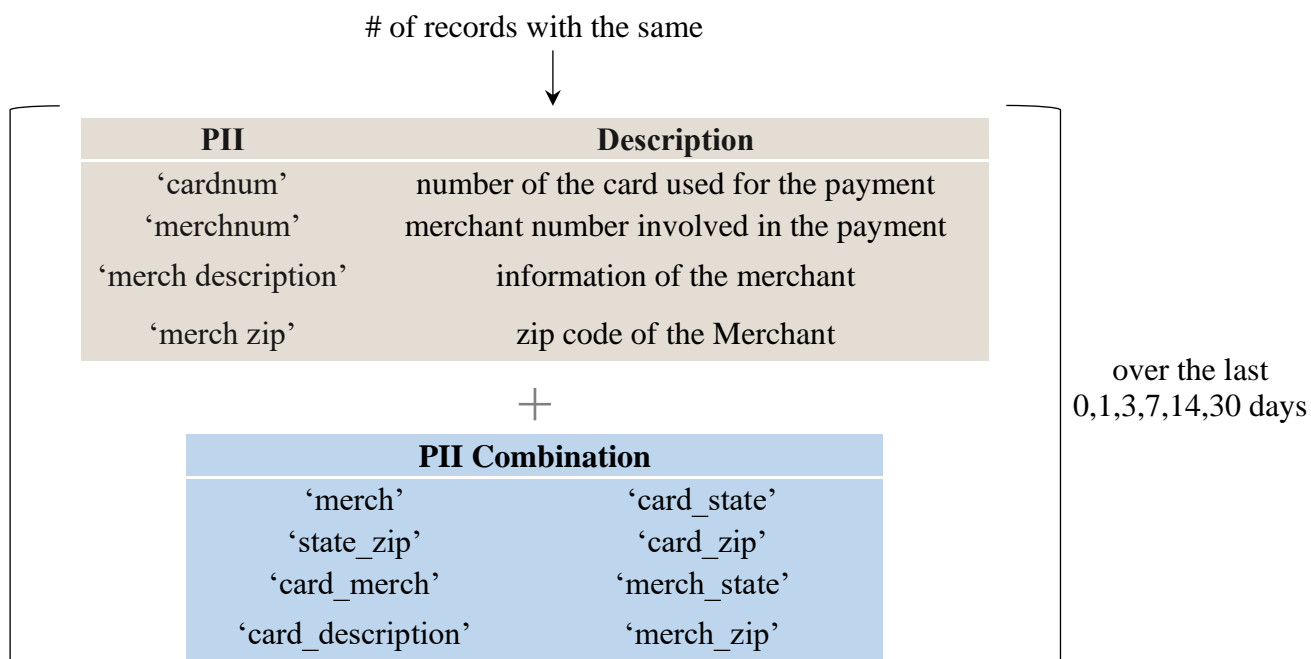 # of records with the same
PII Description
‘cardnum’ number of the card used for the payment
‘merchnum’ merchant number involved in the payment
‘merch description’ information of the merchant
‘merch zip’ zip code of the Merchant
over the last
0,1,3,7,14,30 days
+
PII Combination
‘merch’ ‘card_state’
‘state_zip’ ‘card_zip’
‘card_merch’ ‘merch_state’
‘card_description’ ‘merch_zip’